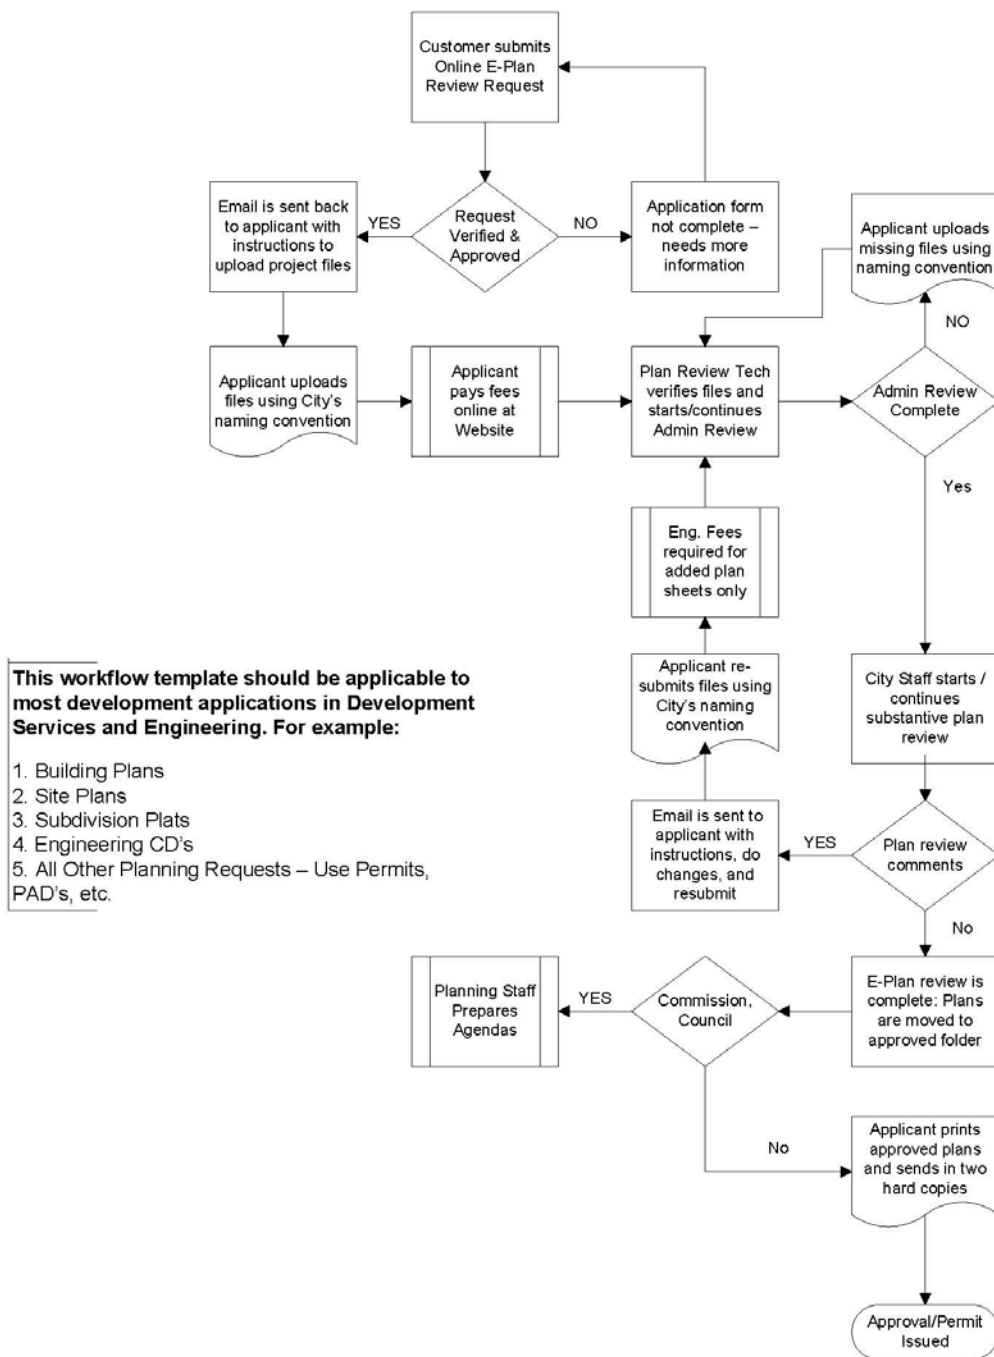 Customer submits
Online E-Plan
Review Request
Email is sent back
to applicant with
instructions to
upload project files
YES
Request
Verified &
Approved
NO
Application form
not complete –
needs more
information
Applicant uploads
missing files using
naming convention
NO
Applicant uploads
files using City's
naming convention
Applicant
pays fees
online at
Website
Plan Review Tech
verifies files and
starts/continues
Admin Review
Admin Review
Complete
Yes
Eng. Fees
required for
added plan
sheets only
This workflow template should be applicable to
most development applications in Development
Services and Engineering. For example:
1. Building Plans
2. Site Plans
3. Subdivision Plats
4. Engineering CD's
5. All Other Planning Requests – Use Permits,
PAD's, etc.
Applicant re-
submits files using
City's naming
convention
City Staff starts /
continues
substantive plan
review
Email is sent to
applicant with
instructions, do
changes, and
resubmit
YES
Plan review
comments
No
Planning Staff
Prepares
Agendas
YES
Commission,
Council
E-Plan review is
complete: Plans
are moved to
approved folder
No
Applicant prints
approved plans
and sends in two
hard copies
Approval/Permit
Issued